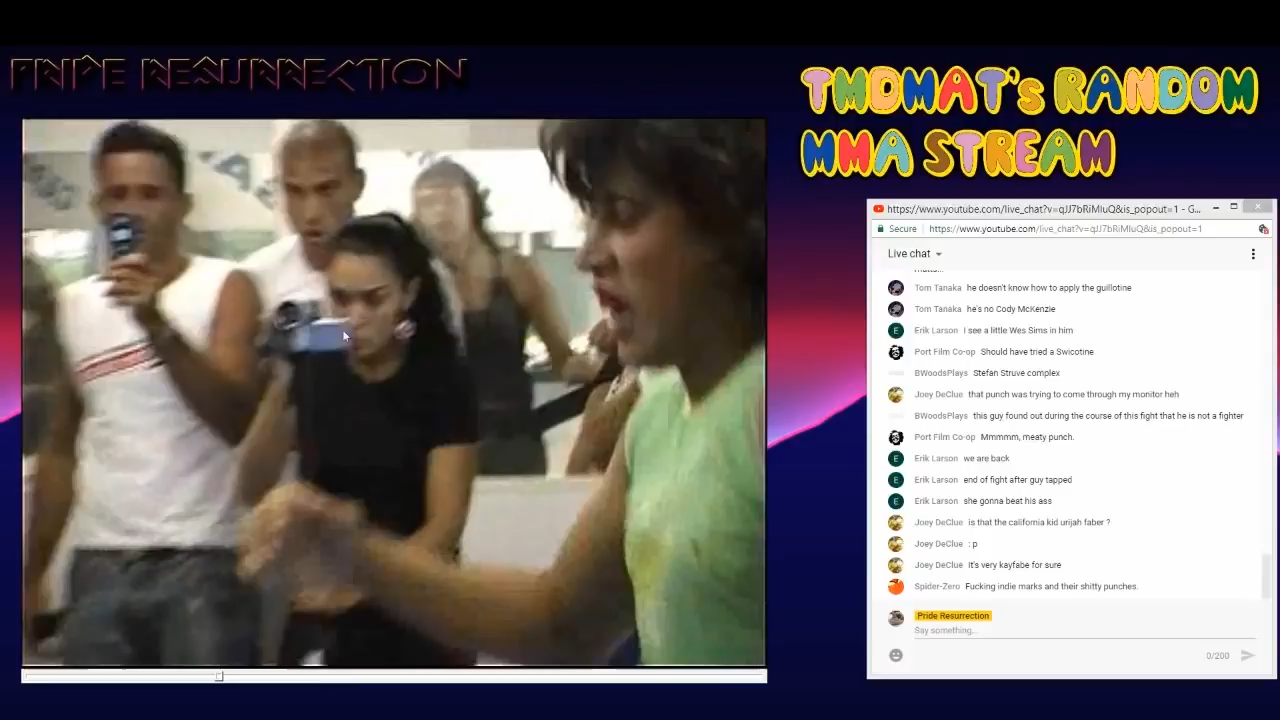 PRIDE RESURRECTION
TMDMAT's RANDOM
MMA STREAM
https://www.youtube.com/live_chat?v=qJJ7bRiMIuQ&is_popout=1 - G...
Secure https://www.youtube.com/live_chat?v=qJJ7bRiMIuQ&is_popout=1
Live chat
Tom Tanaka he doesn't know how to apply the guillotine
Tom Tanaka he's no Cody McKenzie
Erik Larson I see a little Wes Sims in him
Port Film Co-op Should have tried a Swicotine
BWoodsPlays Stefan Struve complex
Joey DeClue that punch was trying to come through my monitor heh
BWoodsPlays this guy found out during the course of this fight that he is not a fighter
Port Film Co-op Mmmmm, meaty punch.
Erik Larson we are back
Erik Larson end of fight after guy tapped
Erik Larson she gonna beat his ass
Joey DeClue is that the california kid urijah faber ?
Joey DeClue : p
Joey DeClue It's very kayfabe for sure
Spider-Zero Fucking indie marks and their shitty punches.
Pride Resurrection
Say something...
0/200